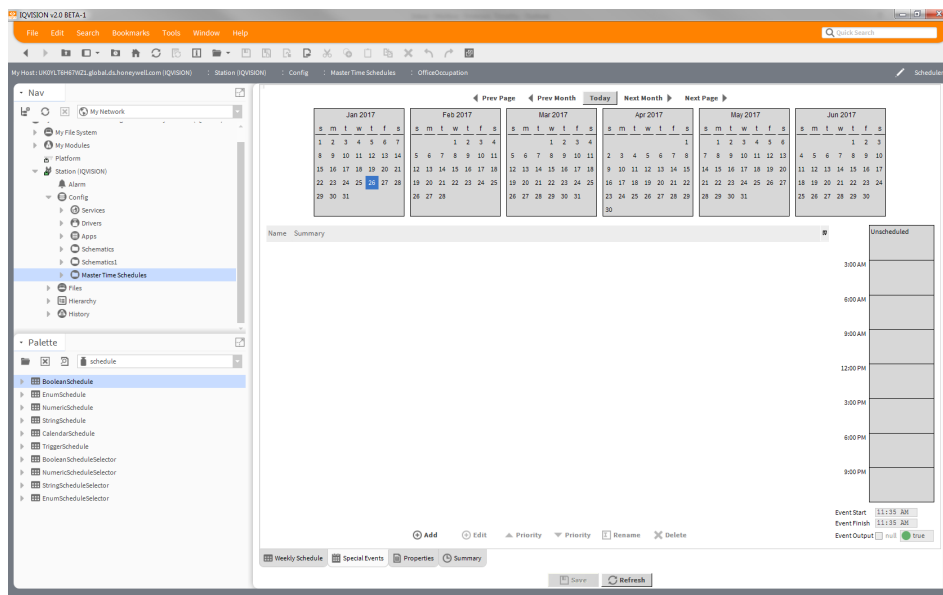 IQVISION v2.0 BETA-1
File Edit Search Bookmarks Tools Window Help
Quick Search
My Host : UK0YLT6H67WZ1.global.ds.honeywell.com (IQVISION) : Station (IQVISION) : Config : Master Time Schedules : OfficeOccupation
Schedule
Nav
My Network
My File System
My Modules
Platform
Station (IQVISION)
Alarm
Config
Services
Drivers
Apps
Schematics
Schematics1
Master Time Schedules
Files
Hierarchy
History
Palette
schedule
BooleanSchedule
EnumSchedule
NumericSchedule
StringSchedule
CalendarSchedule
TriggerSchedule
BooleanScheduleSelector
NumericScheduleSelector
StringScheduleSelector
EnumScheduleSelector
Prev Page Prev Month Today Next Month Next Page
Jan 2017
s m t w t f s
1 2 3 4 5 6 7
8 9 10 11 12 13 14
15 16 17 18 19 20 21
22 23 24 25 26 27 28
29 30 31
Feb 2017
s m t w t f s
1 2 3 4
5 6 7 8 9 10 11
12 13 14 15 16 17 18
19 20 21 22 23 24 25
26 27 28
Mar 2017
s m t w t f s
1 2 3 4
5 6 7 8 9 10 11
12 13 14 15 16 17 18
19 20 21 22 23 24 25
26 27 28 29 30 31
Apr 2017
s m t w t f s
1
2 3 4 5 6 7 8
9 10 11 12 13 14 15
16 17 18 19 20 21 22
23 24 25 26 27 28 29
30
May 2017
s m t w t f s
1 2 3 4 5 6
7 8 9 10 11 12 13
14 15 16 17 18 19 20
21 22 23 24 25 26 27
28 29 30 31
Jun 2017
s m t w t f s
1 2 3
4 5 6 7 8 9 10
11 12 13 14 15 16 17
18 19 20 21 22 23 24
25 26 27 28 29 30
Name Summary
Unscheduled
3:00 AM
6:00 AM
9:00 AM
12:00 PM
3:00 PM
6:00 PM
9:00 PM
Event Start 11:35 AM
Event Finish 11:35 AM
Event Output null true
Add Edit Priority Priority Rename Delete
Weekly Schedule Special Events Properties Summary
Save Refresh